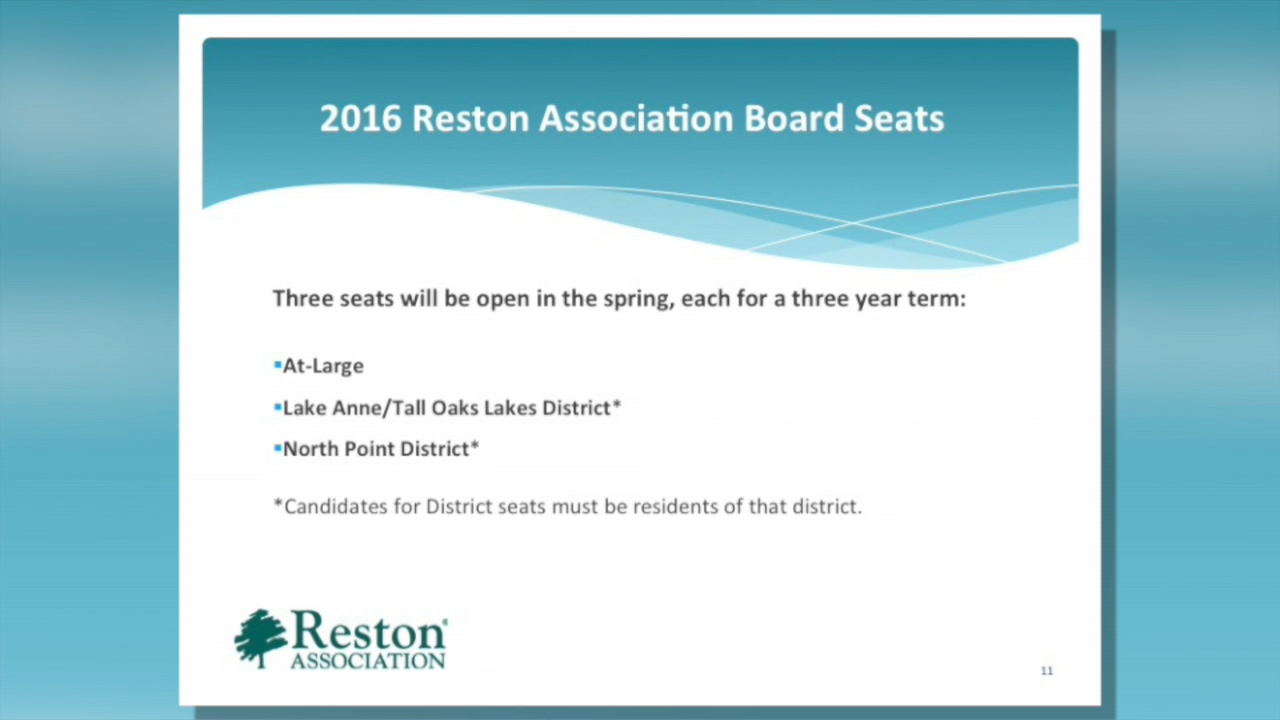 2016 Reston Association Board Seats
Three seats will be open in the spring, each for a three year term:
▪At-Large
▪Lake Anne/Tall Oaks Lakes District*
▪North Point District*
*Candidates for District seats must be residents of that district.
Reston®
ASSOCIATION
11